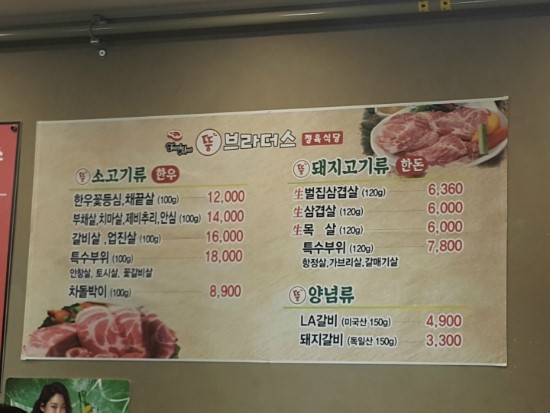 뚤 브라더스 정육식당
뚤 소고기류 한우
한우꽃등심,채끝살 (100g) 12,000
부채살,치마살,제비추리,안심 (100g) 14,000
갈비살 ,업진살 (100g) 16,000
특수부위 (100g) 18,000
안창살, 토시살, 꽃갈비살
차돌박이 (100g) 8,900
뚤 돼지고기류 한돈
生벌집삼겹살 (120g) 6,360
生삼겹살 (120g) 6,000
生목 살 (120g) 6,000
특수부위 (120g) 7,800
항정살,가브리살,갈매기살
뚤 양념류
LA갈비 (미국산 150g) 4,900
돼지갈비 (독일산 150g) 3,300